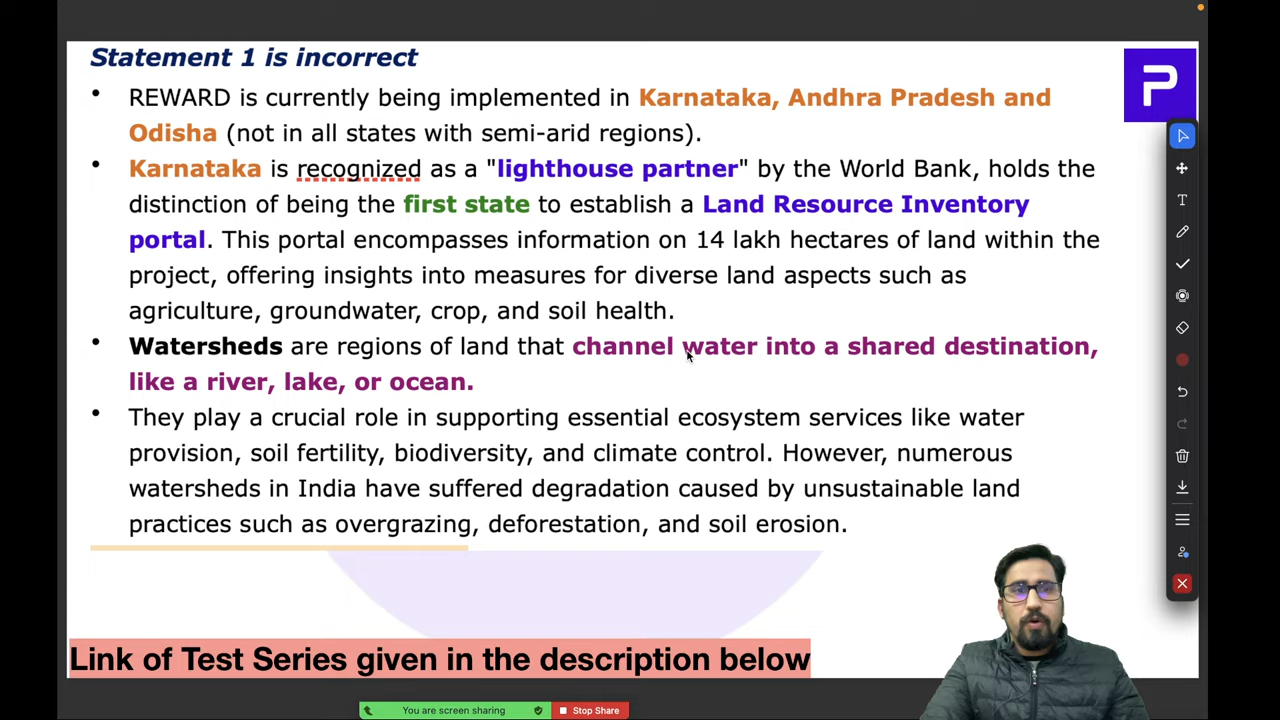 Statement 1 is incorrect
• REWARD is currently being implemented in Karnataka, Andhra Pradesh and
Odisha (not in all states with semi-arid regions).
• Karnataka is recognized as a "lighthouse partner" by the World Bank, holds the
distinction of being the first state to establish a Land Resource Inventory
portal. This portal encompasses information on 14 lakh hectares of land within the
project, offering insights into measures for diverse land aspects such as
agriculture, groundwater, crop, and soil health.
• Watersheds are regions of land that channel water into a shared destination,
like a river, lake, or ocean.
• They play a crucial role in supporting essential ecosystem services like water
provision, soil fertility, biodiversity, and climate control. However, numerous
watersheds in India have suffered degradation caused by unsustainable land
practices such as overgrazing, deforestation, and soil erosion.
Link of Test Series given in the description below
You are screen sharing
Stop Share